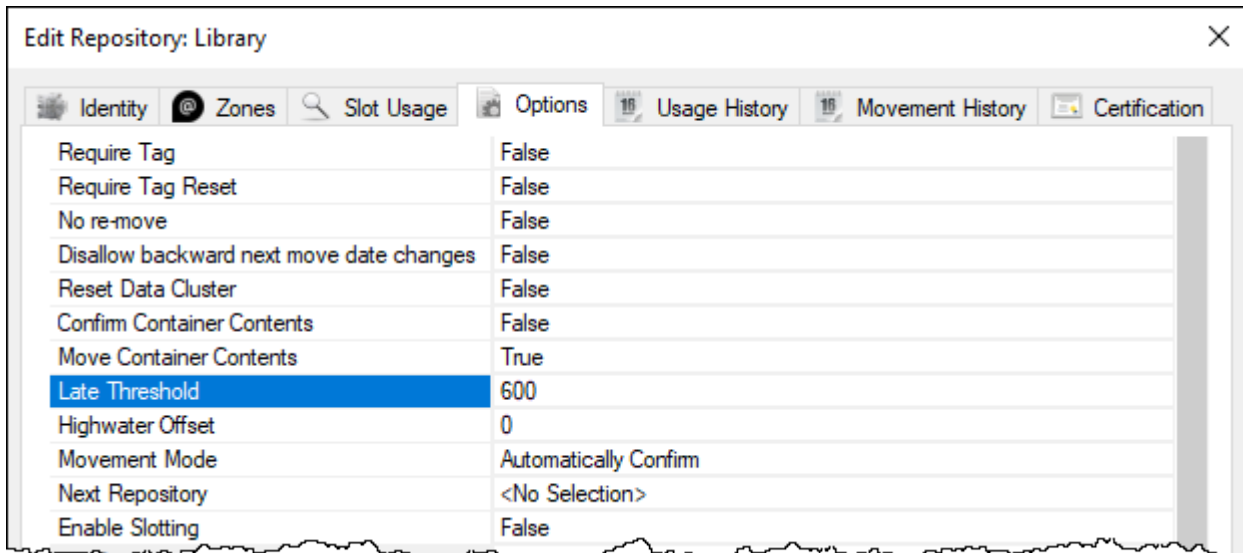 Edit Repository: Library
Identity Zones Slot Usage Options Usage History Movement History Certification
Require Tag False
Require Tag Reset False
No re-move False
Disallow backward next move date changes False
Reset Data Cluster False
Confirm Container Contents False
Move Container Contents True
Late Threshold 600
Highwater Offset 0
Movement Mode Automatically Confirm
Next Repository <No Selection>
Enable Slotting False